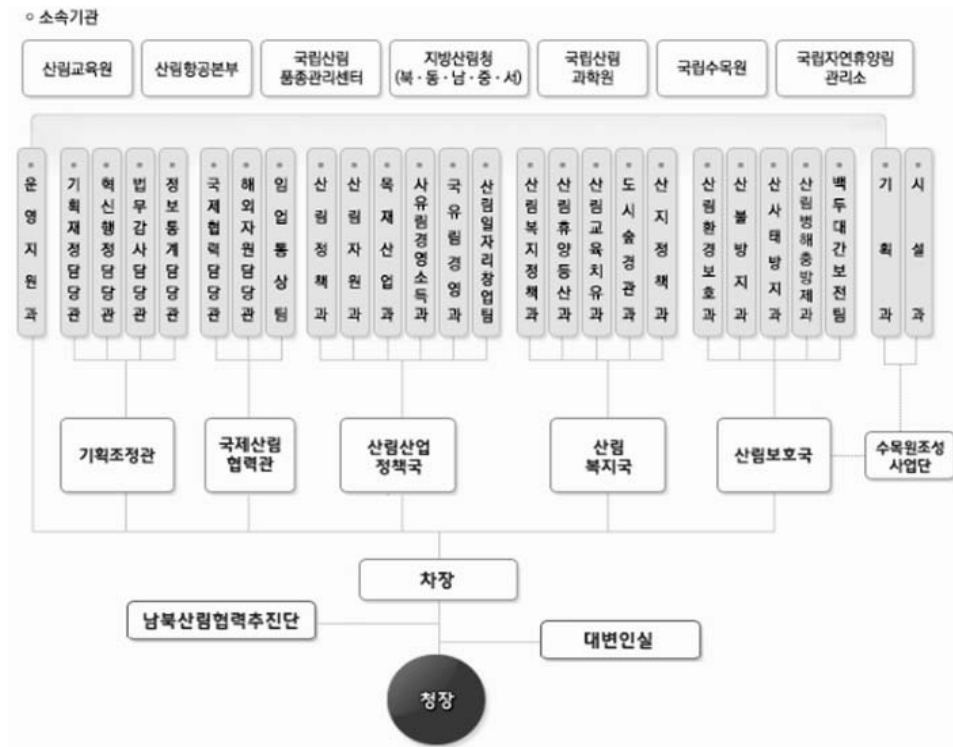 ○ 소속기관
산림교육원
산림항공본부
국립산림
품종관리센터
지방산림청
(북·동·남·중·서)
국립산림
과학원
국립수목원
국립자연휴양림
관리소
운영지원과
기획재정담당관
혁신행정담당관
법무감사담당관
정보통계담당관
국제협력담당관
해외자원담당관
임업통상팀
산림정책과
산림자원과
목재산업과
사유림경영소득과
국유림경영과
산림일자리창업팀
산림복지정책과
산림휴양등산과
산림교육치유과
도시숲경관과
산지정책과
산림환경보호과
산불방지과
산사태방지과
산림병해충방제과
백두대간보전팀
기획과
시설과
기획조정관
국제산림
협력관
산림산업
정책국
산림
복지국
산림보호국
수목원조성
사업단
차장
남북산림협력추진단
대변인실
청장